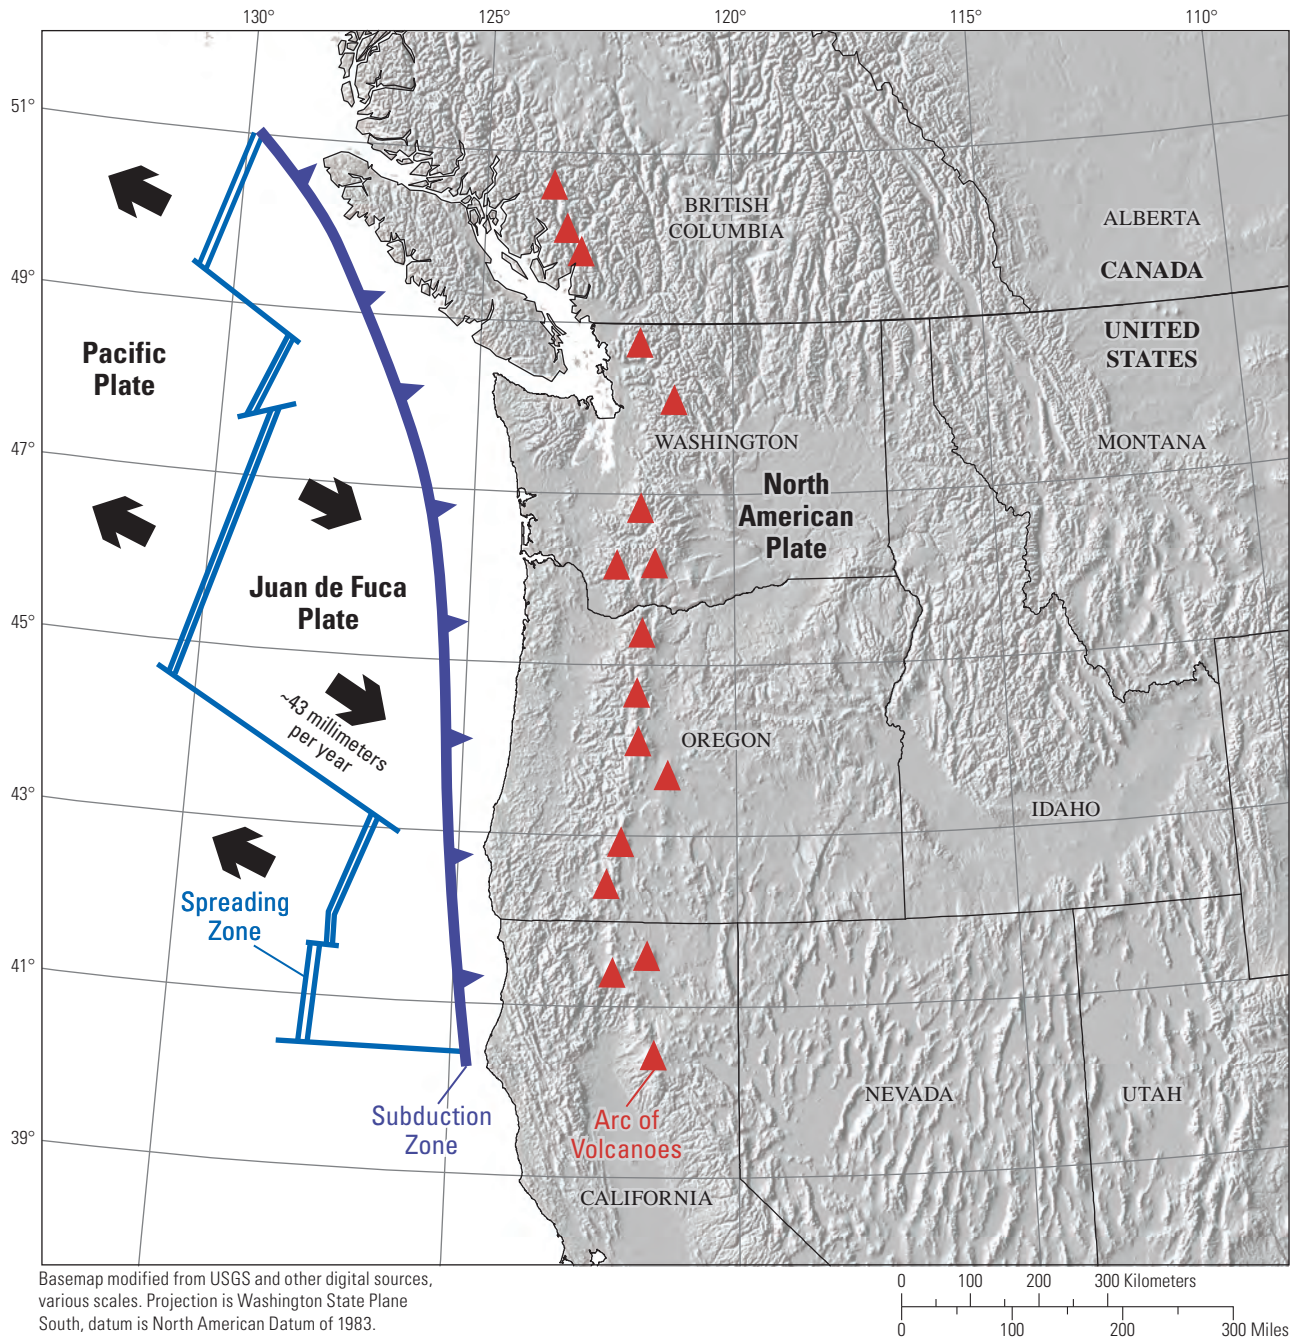 130°
125°
120°
115°
110°
51°
49°
47°
45°
43°
41°
39°
BRITISH
COLUMBIA
ALBERTA
CANADA
UNITED
STATES
Pacific
Plate
WASHINGTON
MONTANA
North
American
Plate
Juan de Fuca
Plate
~43 millimeters
per year
OREGON
IDAHO
Spreading
Zone
Subduction
Zone
Arc of
Volcanoes
NEVADA
UTAH
CALIFORNIA
Basemap modified from USGS and other digital sources,
various scales. Projection is Washington State Plane
South, datum is North American Datum of 1983.
0 100 200 300 Kilometers
0 100 200 300 Miles